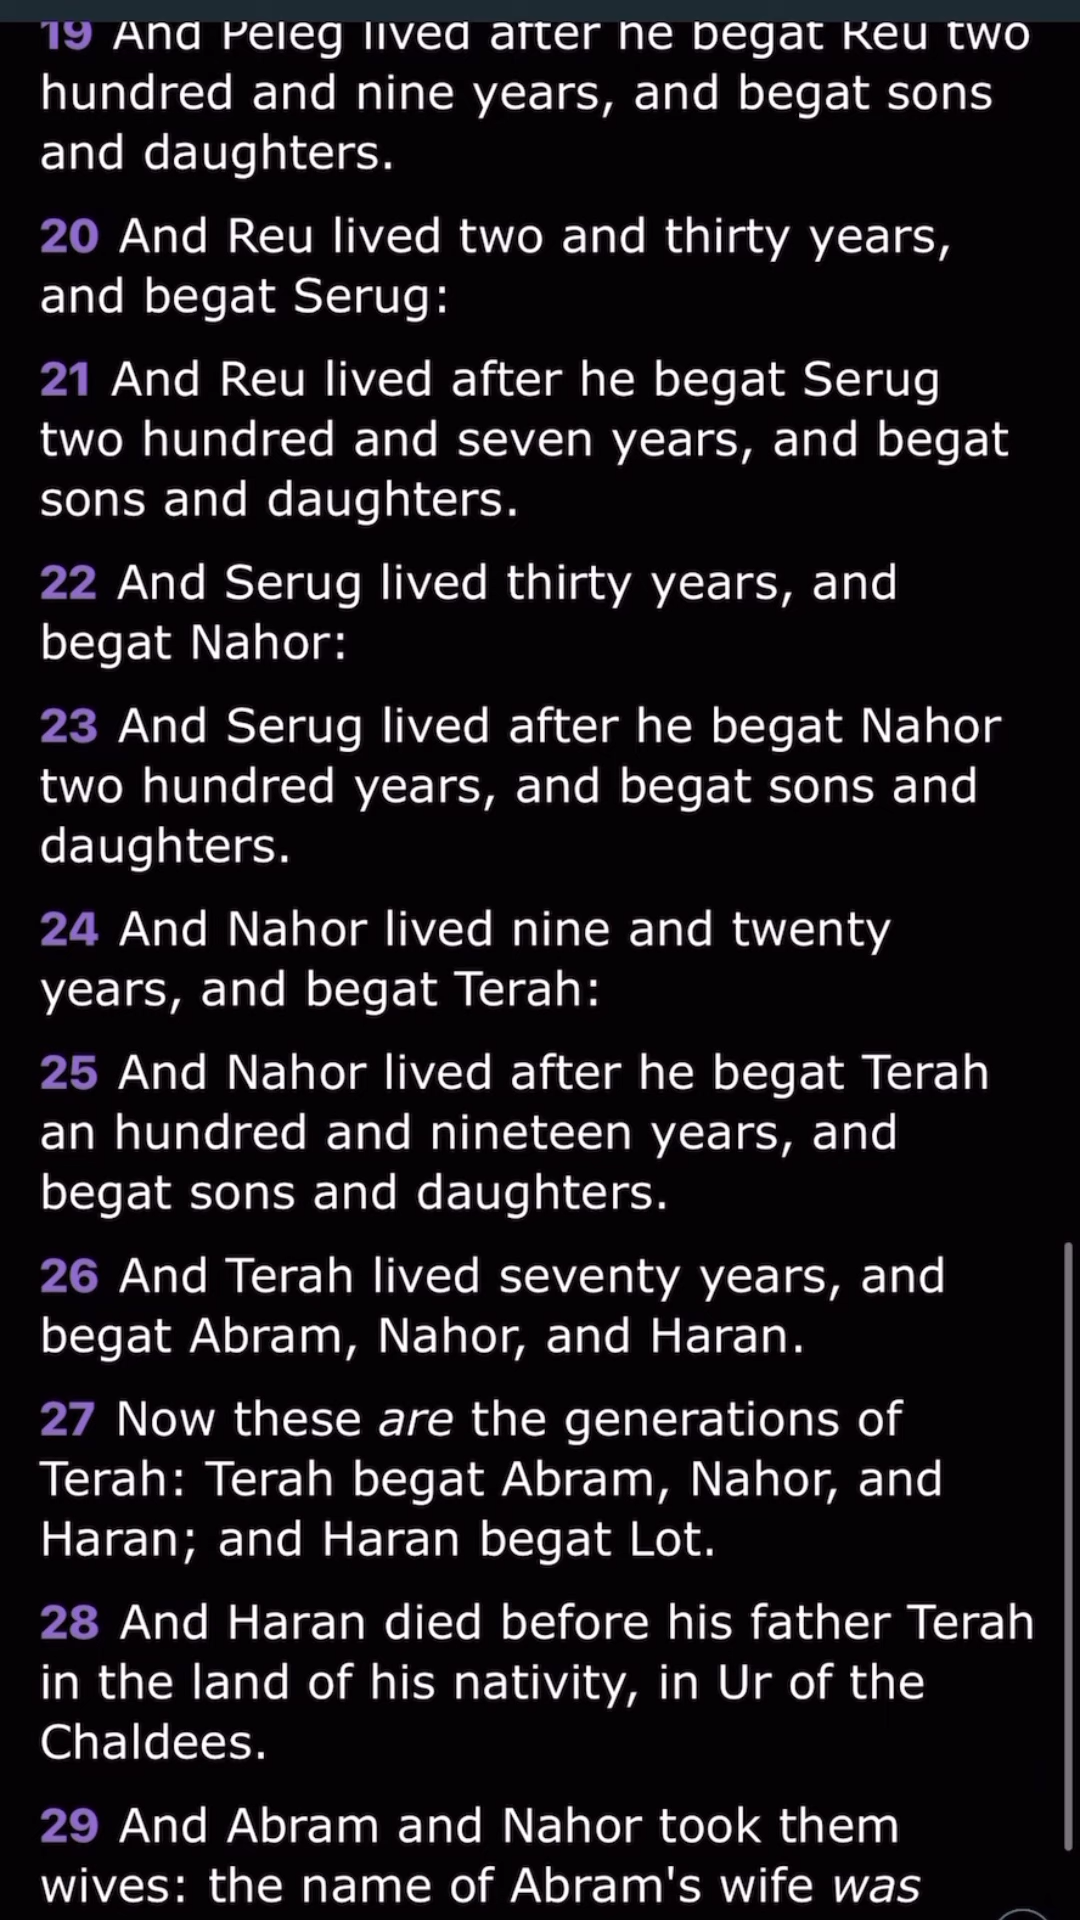 19 And Peleg lived after he begat Reu two
hundred and nine years, and begat sons
and daughters.
20 And Reu lived two and thirty years,
and begat Serug:
21 And Reu lived after he begat Serug
two hundred and seven years, and begat
sons and daughters.
22 And Serug lived thirty years, and
begat Nahor:
23 And Serug lived after he begat Nahor
two hundred years, and begat sons and
daughters.
24 And Nahor lived nine and twenty
years, and begat Terah:
25 And Nahor lived after he begat Terah
an hundred and nineteen years, and
begat sons and daughters.
26 And Terah lived seventy years, and
begat Abram, Nahor, and Haran.
27 Now these are the generations of
Terah: Terah begat Abram, Nahor, and
Haran; and Haran begat Lot.
28 And Haran died before his father Terah
in the land of his nativity, in Ur of the
Chaldees.
29 And Abram and Nahor took them
wives: the name of Abram's wife was